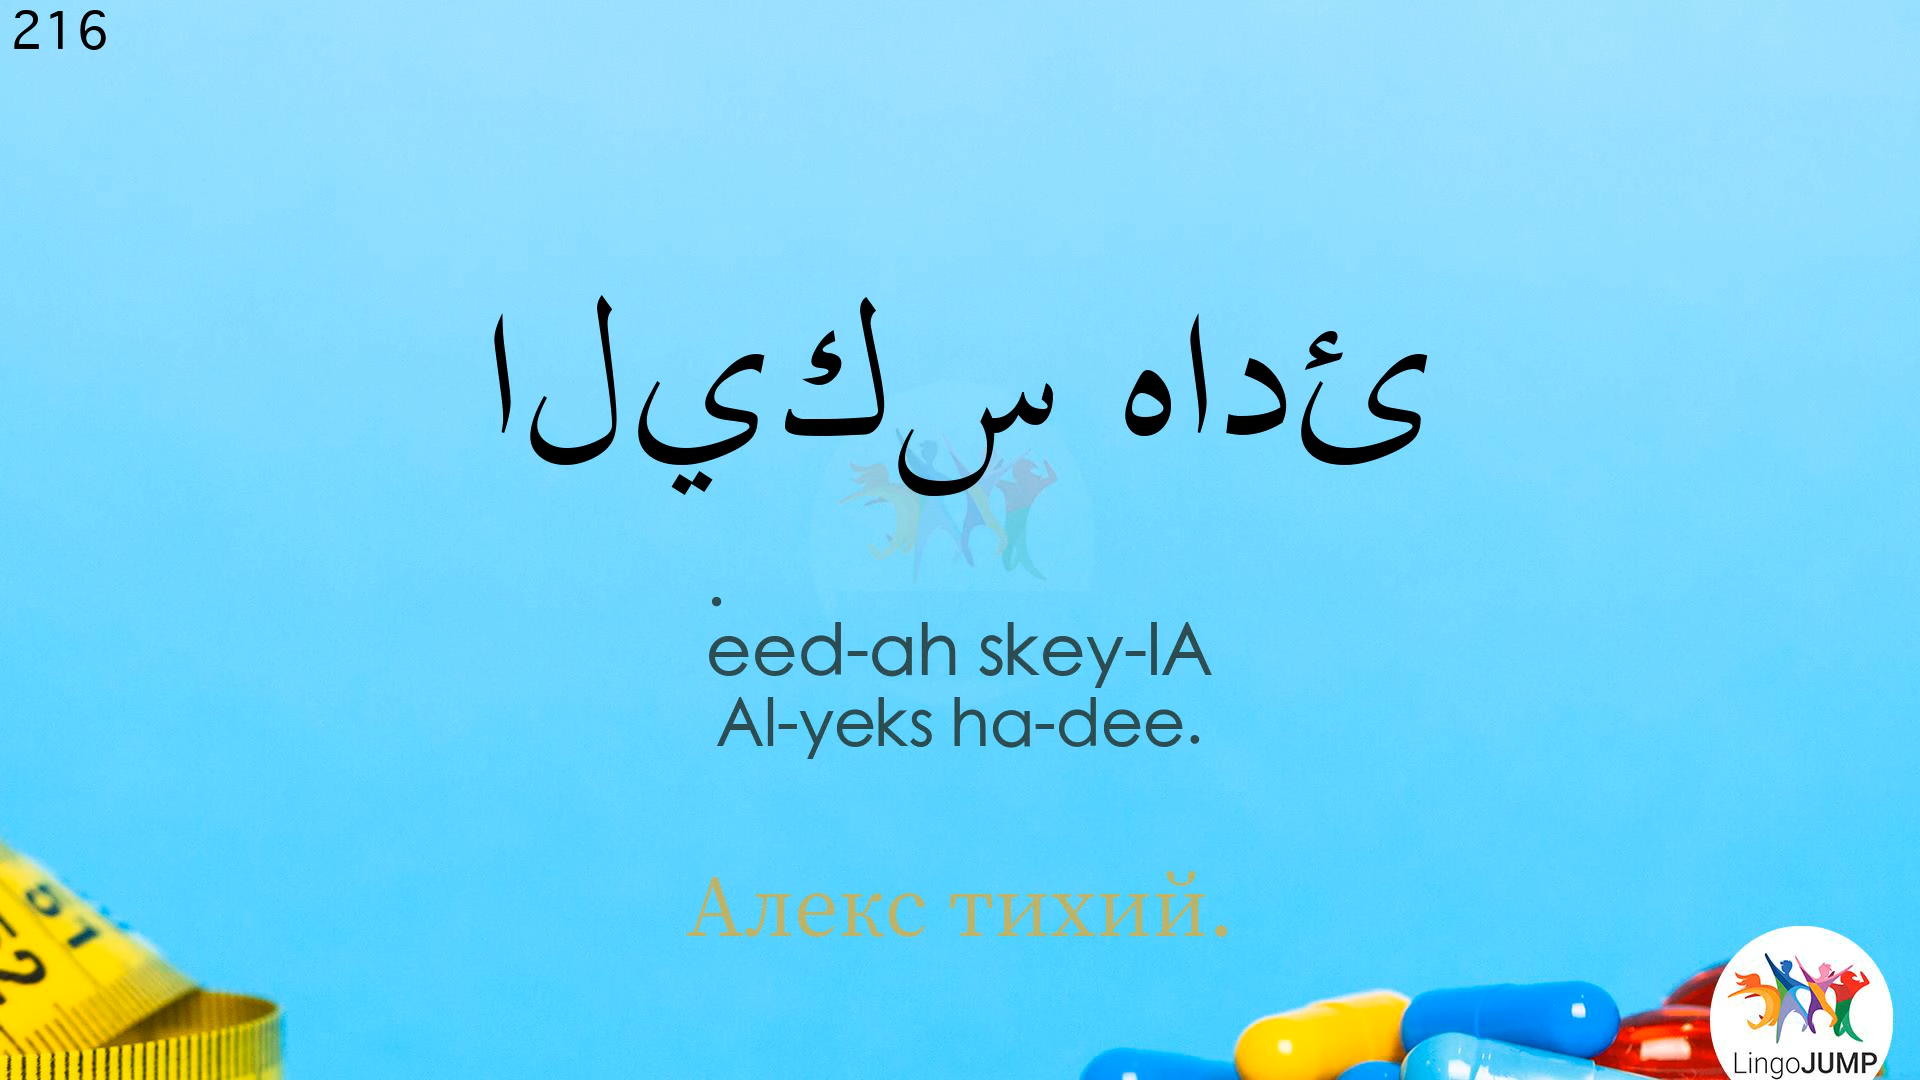 216
اليكس هادئ
.
eed-ah skey-lA
Al-yeks ha-dee.
Алекс тихий.
LingoJUMP